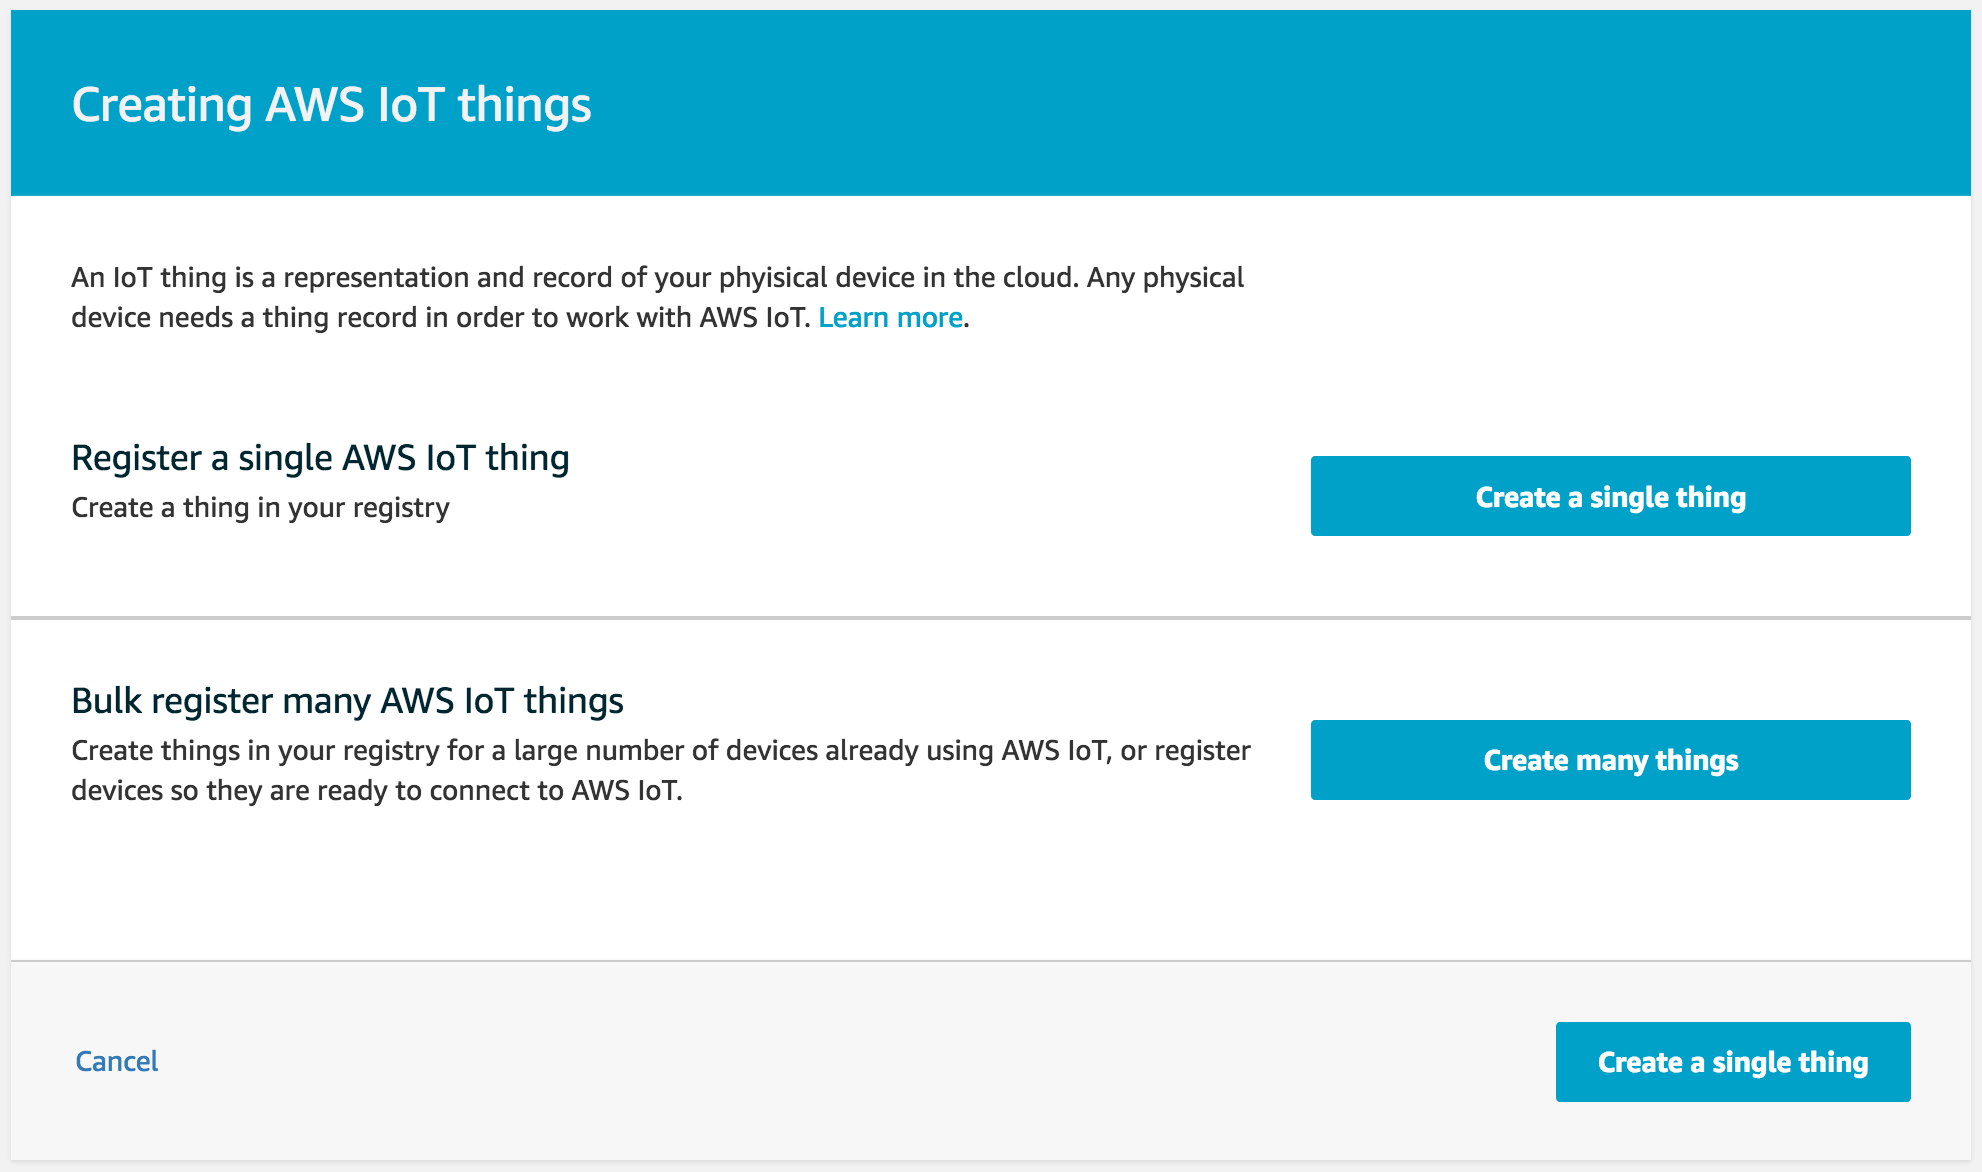 Creating AWS IoT things
An IoT thing is a representation and record of your phyisical device in the cloud. Any physical
device needs a thing record in order to work with AWS IoT. Learn more.
Register a single AWS IoT thing
Create a thing in your registry
Create a single thing
Bulk register many AWS IoT things
Create things in your registry for a large number of devices already using AWS IoT, or register
devices so they are ready to connect to AWS IoT.
Create many things
Cancel
Create a single thing